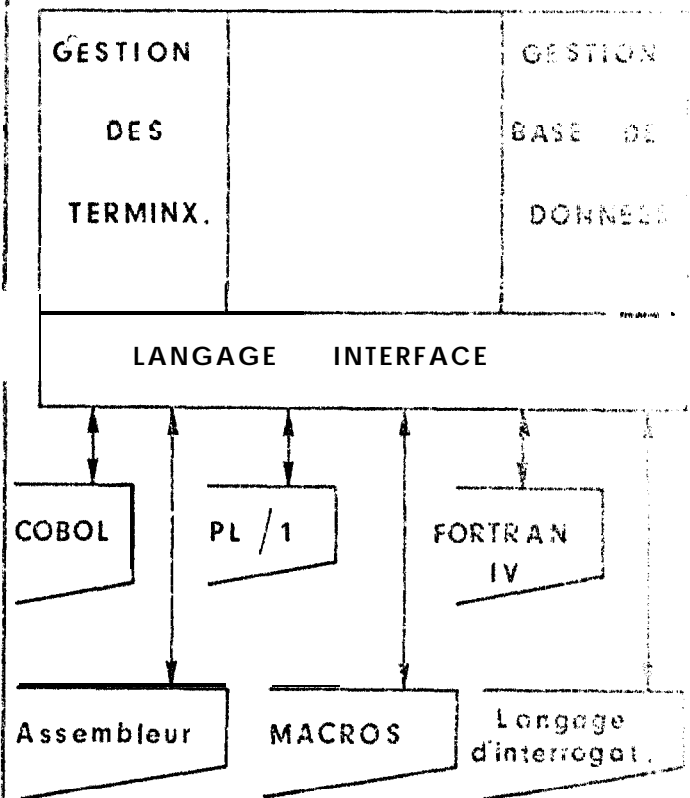 GESTION
DES
TERMINX.
GESTION
BASE DE
DONNEES
LANGAGE INTERFACE
COBOL
PL / 1
FORTRAN
IV
Assembleur
MACROS
Langage
d'interrogat.